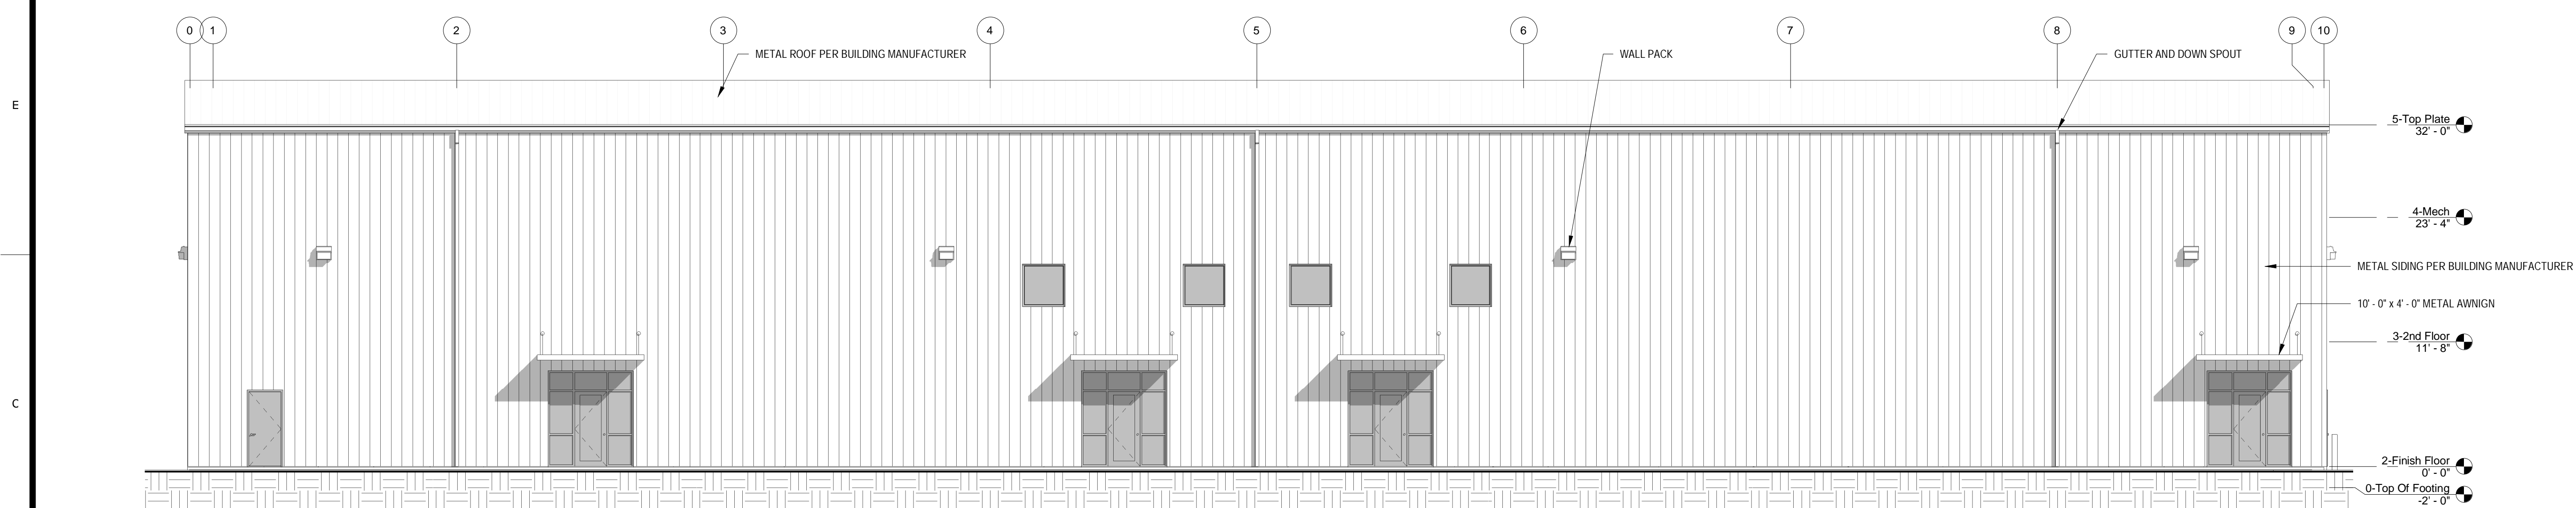 0 1 2 3 4 5 6 7 8 9 10
METAL ROOF PER BUILDING MANUFACTURER
WALL PACK
GUTTER AND DOWN SPOUT
E
5-Top Plate
32' - 0"
4-Mech
23' - 4"
METAL SIDING PER BUILDING MANUFACTURER
10' - 0" x 4' - 0" METAL AWNIGN
3-2nd Floor
11' - 8"
C
2-Finish Floor
0' - 0"
0-Top Of Footing
-2' - 0"